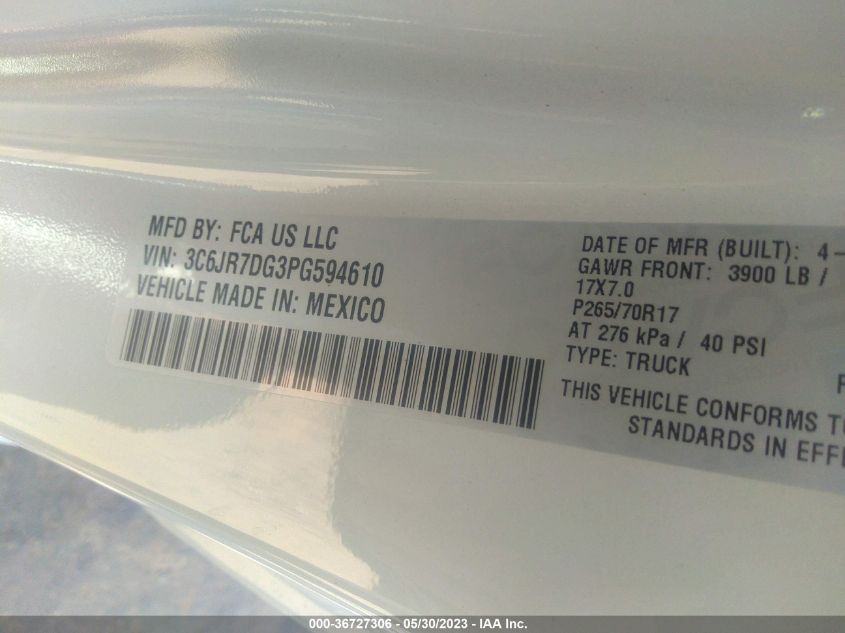 MFD BY: FCA US LLC
VIN: 3C6JR7DG3PG594610
VEHICLE MADE IN: MEXICO
DATE OF MFR (BUILT): 4-
GAWR FRONT: 3900 LB /
17X7.0
P265/70R17
AT 276 kPa / 40 PSI
TYPE: TRUCK
THIS VEHICLE CONFORMS
STANDARDS IN
000-36727306 - 05/30/2023 - IAA Inc.